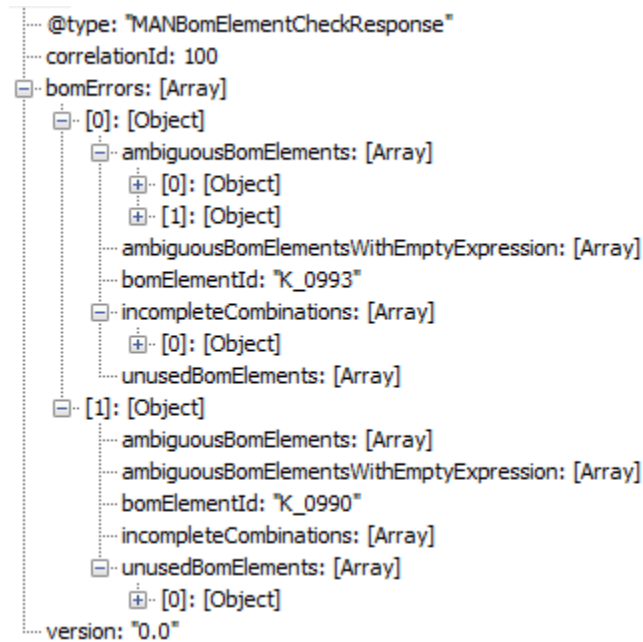 @type: "MANBomElementCheckResponse"
correlationId: 100
bomErrors: [Array]
[0]: [Object]
ambiguousBomElements: [Array]
[0]: [Object]
[1]: [Object]
ambiguousBomElementsWithEmptyExpression: [Array]
bomElementId: "K_0993"
incompleteCombinations: [Array]
[0]: [Object]
unusedBomElements: [Array]
[1]: [Object]
ambiguousBomElements: [Array]
ambiguousBomElementsWithEmptyExpression: [Array]
bomElementId: "K_0990"
incompleteCombinations: [Array]
unusedBomElements: [Array]
[0]: [Object]
version: "0.0"